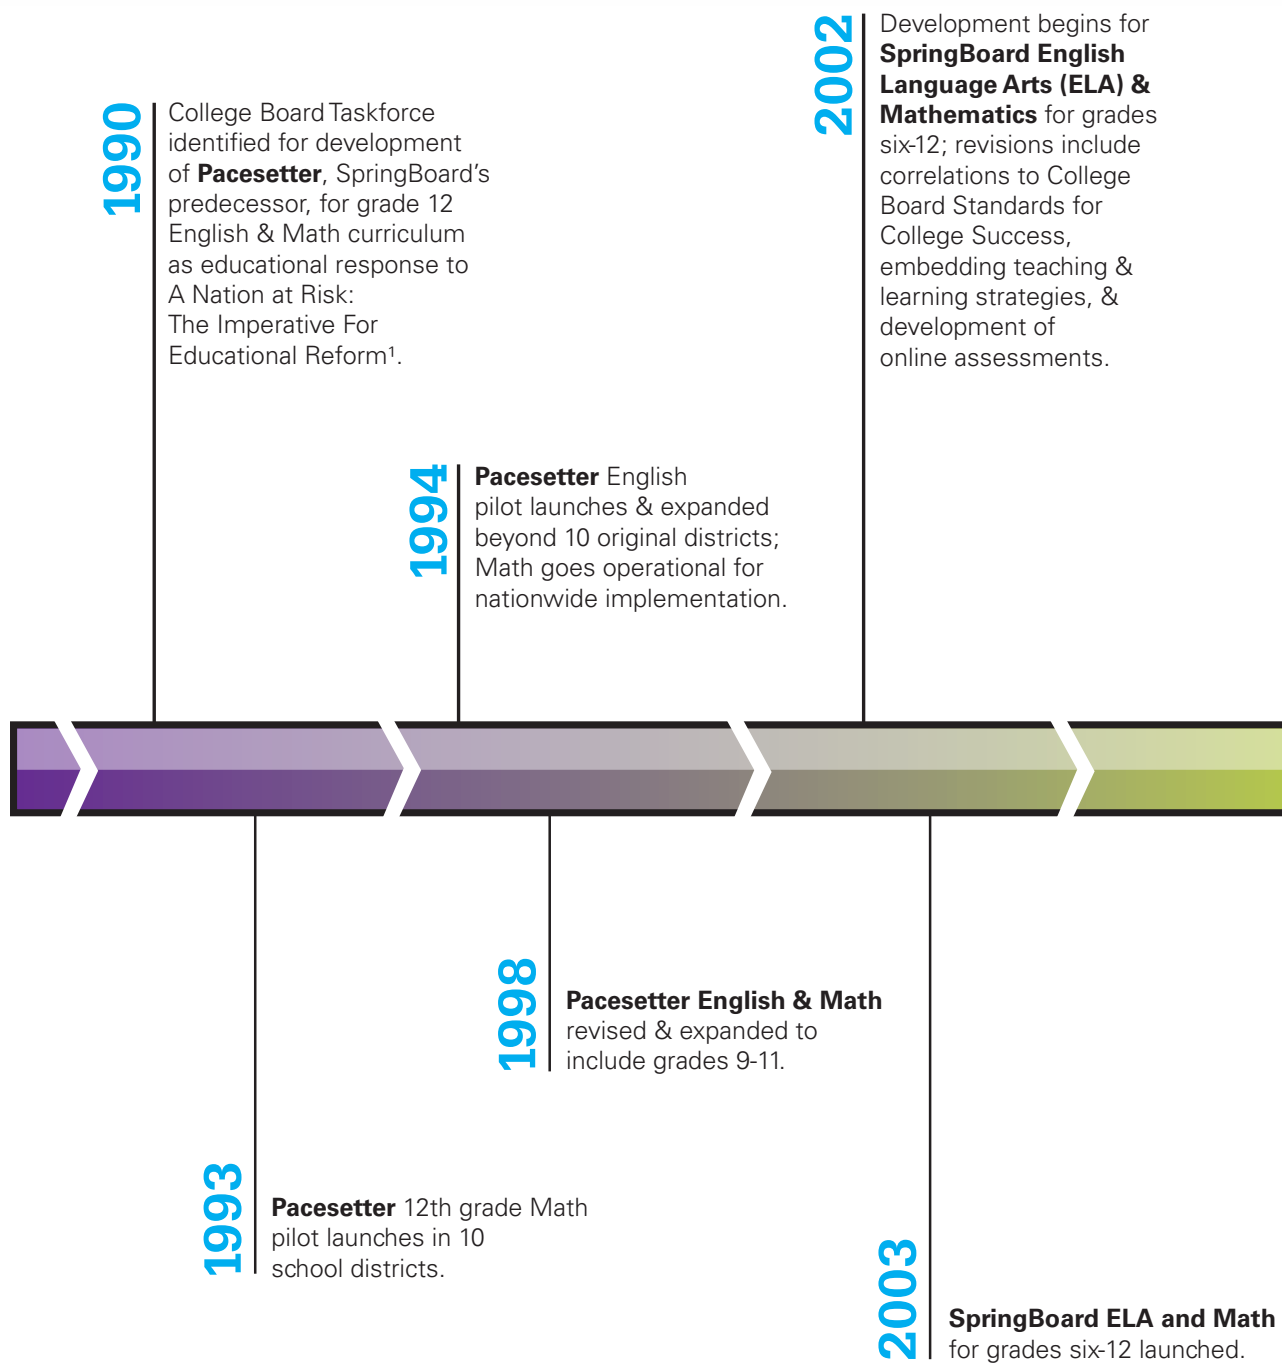 1990
College Board Taskforce
identified for development
of Pacesetter, SpringBoard's
predecessor, for grade 12
English & Math curriculum
as educational response to
A Nation at Risk:
The Imperative For
Educational Reform¹.
1993
Pacesetter 12th grade Math
pilot launches in 10
school districts.
1994
Pacesetter English
pilot launches & expanded
beyond 10 original districts;
Math goes operational for
nationwide implementation.
1998
Pacesetter English & Math
revised & expanded to
include grades 9-11.
2002
Development begins for
SpringBoard English
Language Arts (ELA) &
Mathematics for grades
six-12; revisions include
correlations to College
Board Standards for
College Success,
embedding teaching &
learning strategies, &
development of
online assessments.
2003
SpringBoard ELA and Math
for grades six-12 launched.